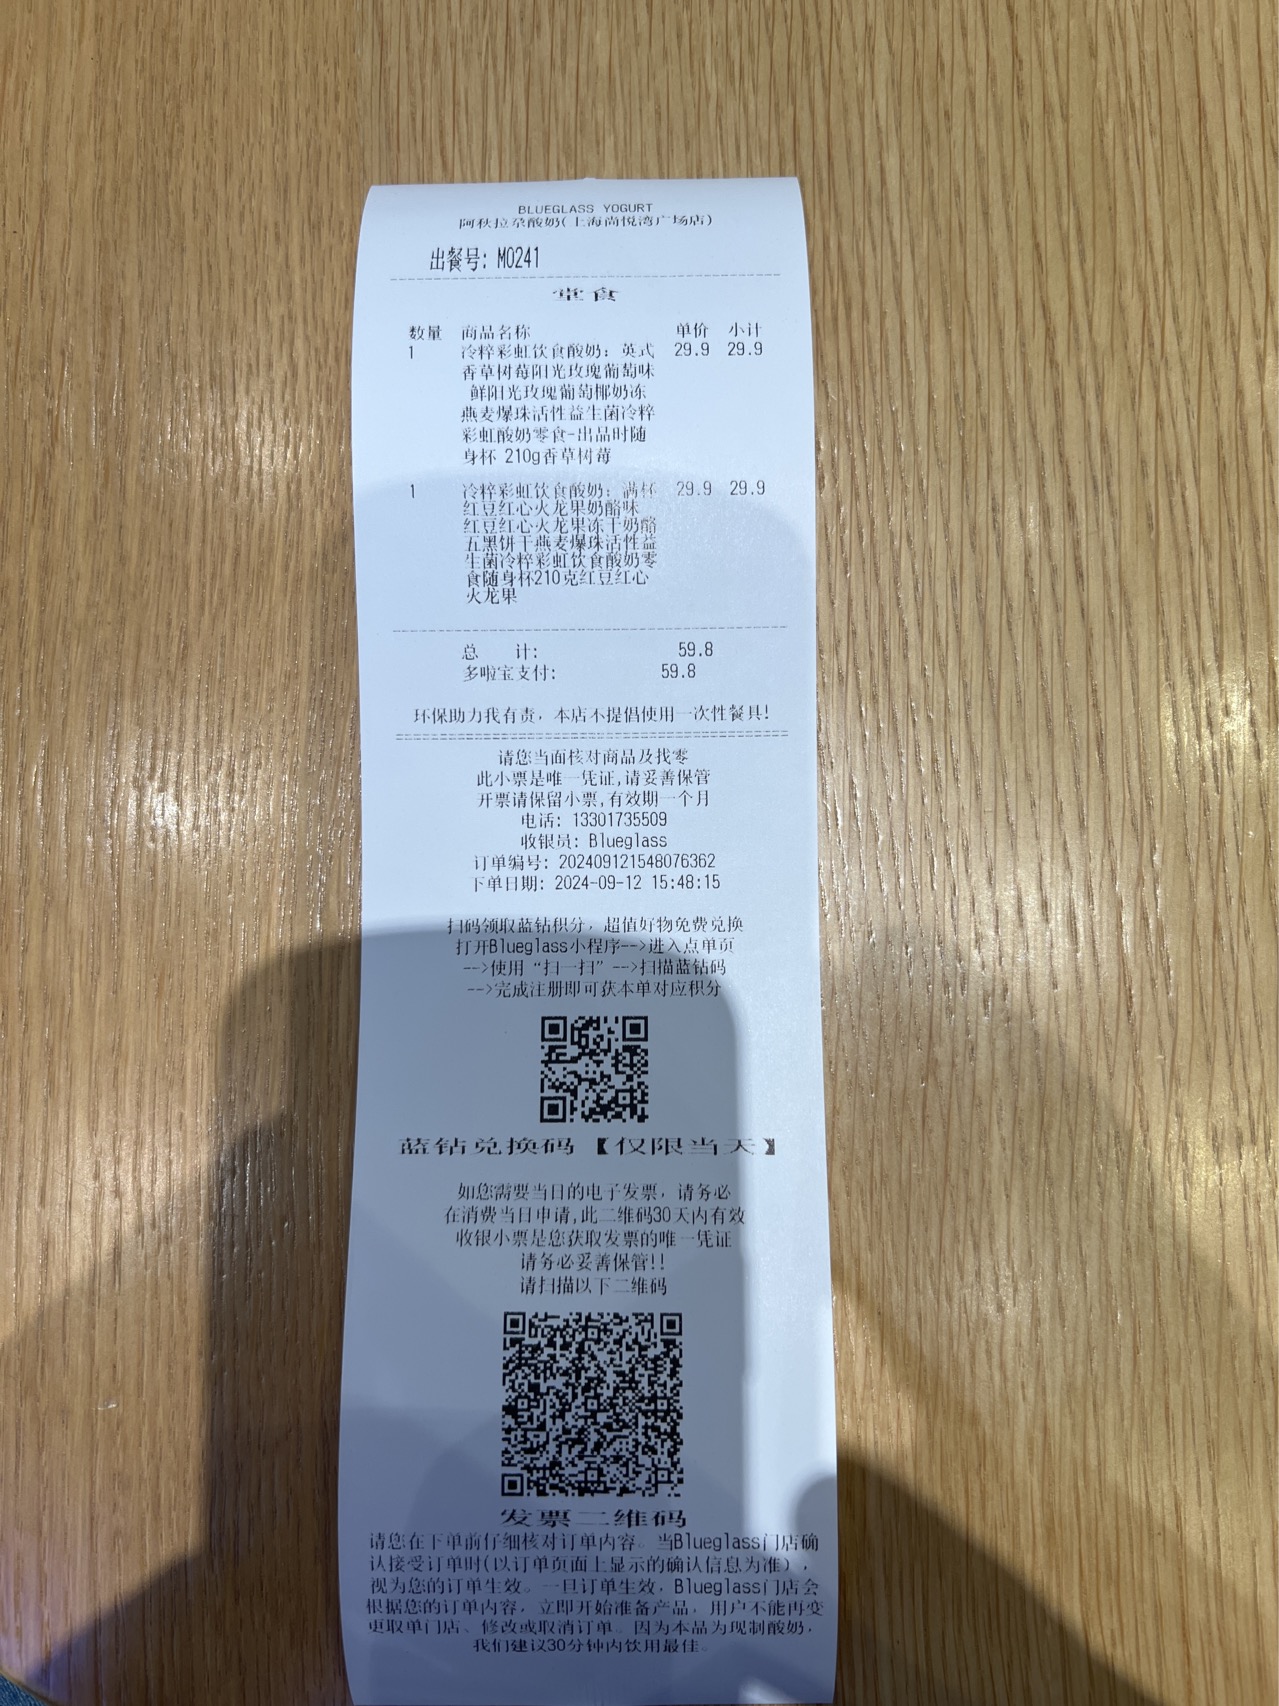 BLUEGLASS YOGURT
阿秋拉尕酸奶(上海尚悦湾广场店)
出餐号: M0241
堂食
数量 商品名称 单价 小计
1 冷粹彩虹饮食酸奶: 英式 29.9 29.9
香草树莓阳光玫瑰葡萄味
鲜阳光玫瑰葡萄椰奶冻
燕麦爆珠活性益生菌冷粹
彩虹酸奶零食-出品时随
身杯 210g香草树莓
1 冷粹彩虹饮食酸奶: 满杯 29.9 29.9
红豆红心火龙果奶酪味
红豆红心火龙果冻干奶酪
五黑饼干燕麦爆珠活性益
生菌冷粹彩虹饮食酸奶零
食随身杯210克红豆红心
火龙果
总 计: 59.8
多啦宝支付: 59.8
环保助力我有责, 本店不提倡使用一次性餐具!
请您当面核对商品及找零
此小票是唯一凭证,请妥善保管
开票请保留小票,有效期一个月
电话: 13301735509
收银员: Blueglass
订单编号: 202409121548076362
下单日期: 2024-09-12 15:48:15
扫码领取蓝钻积分, 超值好物免费兑换
打开Blueglass小程序-->进入点单页
-->使用“扫一扫”-->扫描蓝钻码
-->完成注册即可获本单对应积分
蓝钻兑换码【仅限当天】
如您需要当日的电子发票, 请务必
在消费当日申请,此二维码30天内有效
收银小票是您获取发票的唯一凭证
请务必妥善保管!!
请扫描以下二维码
发票二维码
请您在下单前仔细核对订单内容。当Blueglass门店确
认接受订单时(以订单页面上显示的确认信息为准),
视为您的订单生效。一旦订单生效, Blueglass门店会
根据您的订单内容, 立即开始准备产品, 用户不能再变
更取单门店、修改或取消订单。因为本品为现制酸奶,
我们建议30分钟内饮用最佳。